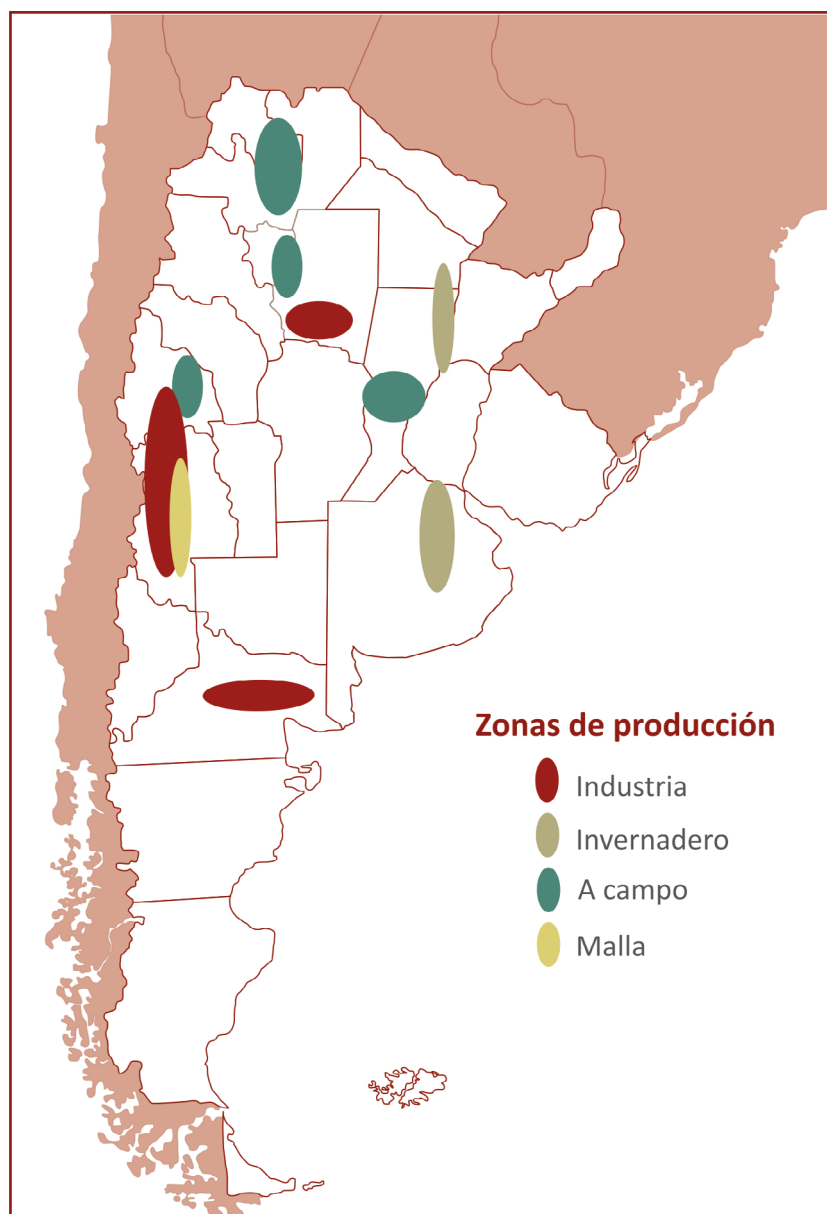 Zonas de producción
Industria
Invernadero
A campo
Malla